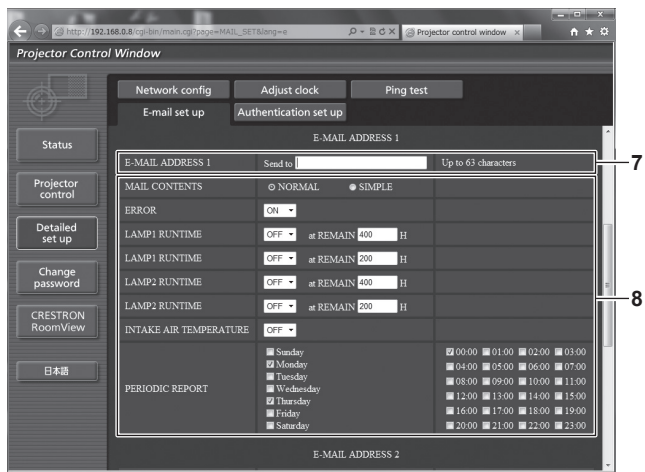 http://192.168.0.8/cgi-bin/main.cgi?page=MAIL_SET&lang=e
Projector control window
Projector Control Window
Network config Adjust clock Ping test
E-mail set up Authentication set up
Status
Projector control
Detailed set up
Change password
CRESTRON RoomView
日本語
E-MAIL ADDRESS 1
E-MAIL ADDRESS 1 Send to Up to 63 characters
7
MAIL CONTENTS NORMAL SIMPLE
ERROR ON
LAMP1 RUNTIME OFF at REMAIN 400 H
LAMP1 RUNTIME OFF at REMAIN 200 H
LAMP2 RUNTIME OFF at REMAIN 400 H
8
LAMP2 RUNTIME OFF at REMAIN 200 H
INTAKE AIR TEMPERATURE OFF
PERIODIC REPORT
Sunday
Monday
Tuesday
Wednesday
Thursday
Friday
Saturday
00:00 01:00 02:00 03:00
04:00 05:00 06:00 07:00
08:00 09:00 10:00 11:00
12:00 13:00 14:00 15:00
16:00 17:00 18:00 19:00
20:00 21:00 22:00 23:00
E-MAIL ADDRESS 2